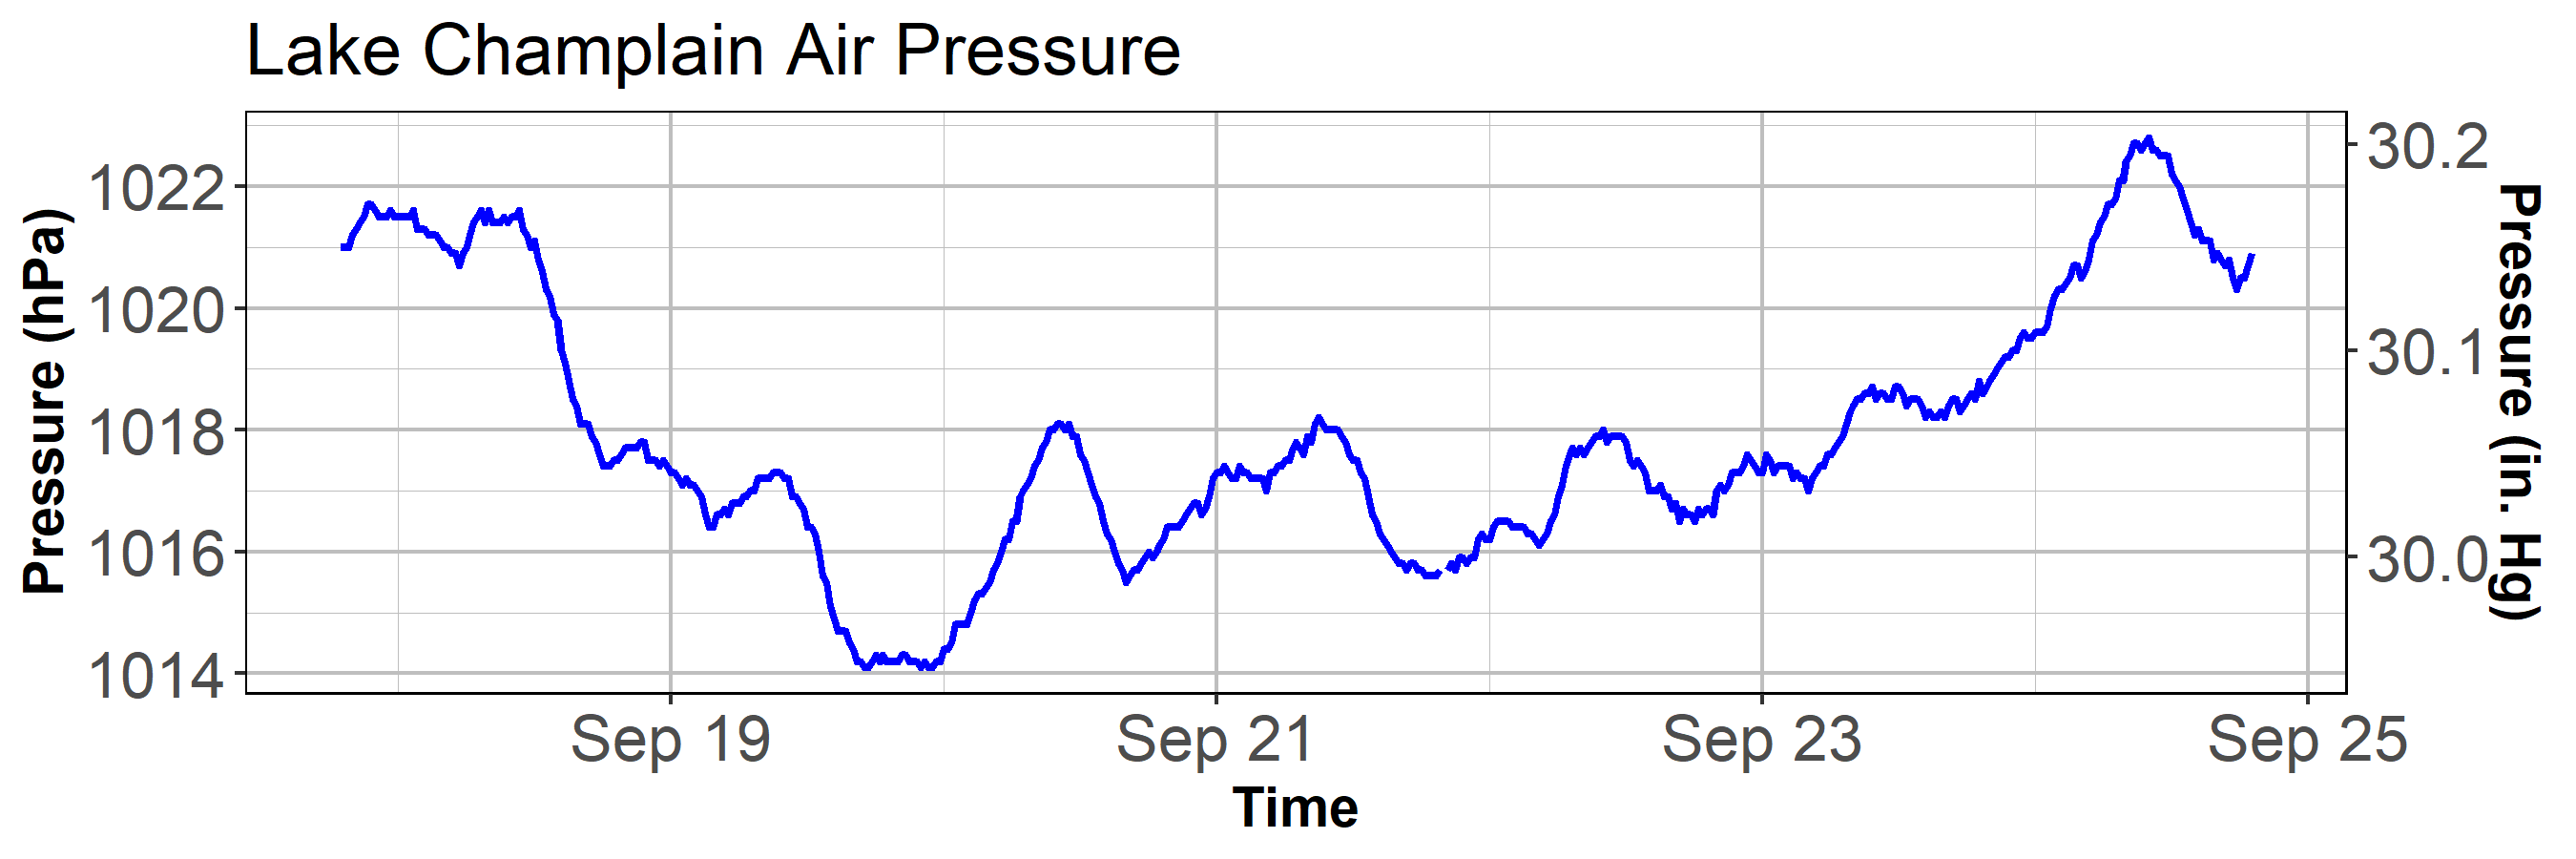 Lake Champlain Air Pressure
Pressure (hPa)
1022
1020
1018
1016
1014
30.2
30.1
30.0
Pressure (in. Hg)
Sep 19 Sep 21 Sep 23 Sep 25
Time